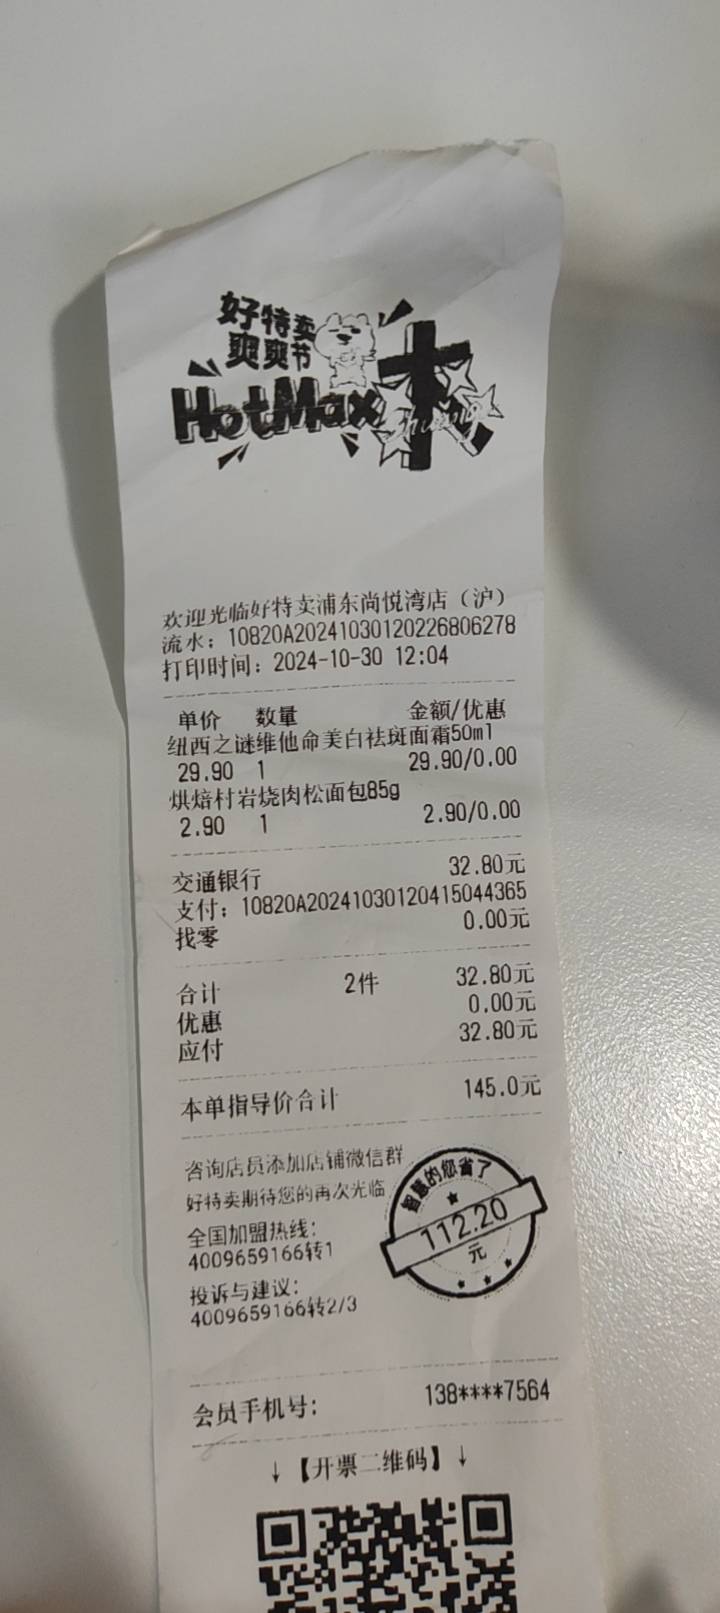 好特卖
爽爽节
HotMax
Shuang
欢迎光临好特卖浦东尚悦湾店（沪）
流水：10820A20241030120226806278
打印时间：2024-10-30 12:04
单价 数量 金额/优惠
纽西之谜维他命美白祛斑面霜50ml
29.90 1 29.90/0.00
烘焙村岩烧肉松面包85g
2.90 1 2.90/0.00
交通银行 32.80元
支付：10820A20241030120415044365
找零 0.00元
合计 2件 32.80元
优惠 0.00元
应付 32.80元
本单指导价合计 145.0元
咨询店员添加店铺微信群
好特卖期待您的再次光临
全国加盟热线：
4009659166转1
投诉与建议：
4009659166转2/3
智慧的您省了
112.20
元
会员手机号： 138****7564
↓【开票二维码】↓